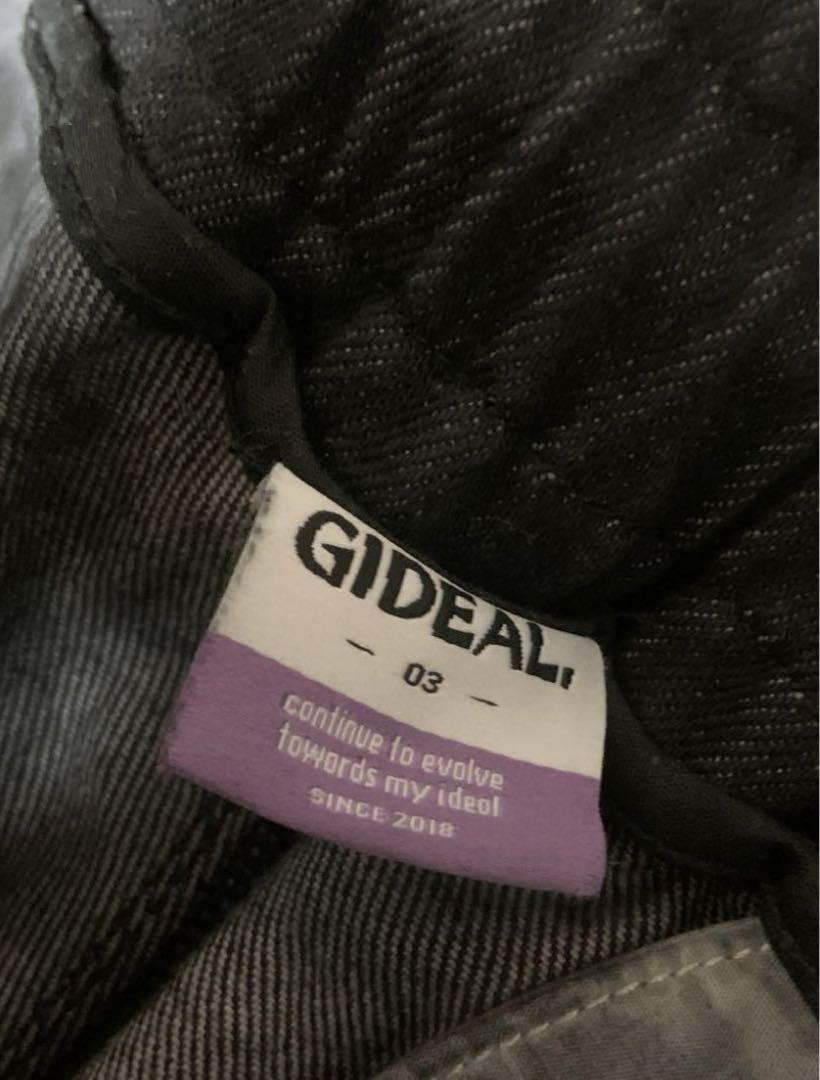 GIDEAL.
- 03 -
continue to evolve
towards my ideal
SINCE 2018